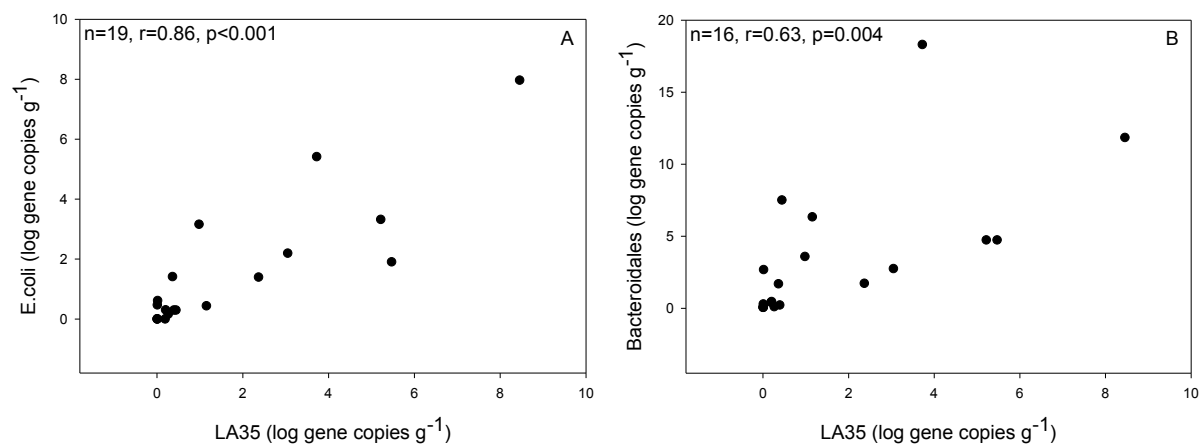 n=19, r=0.86, p<0.001
A
10
8
6
4
2
0
E.coli (log gene copies g-1)
0 2 4 6 8 10
LA35 (log gene copies g-1)
n=16, r=0.63, p=0.004
B
20
15
10
5
0
Bacteroidales (log gene copies g-1)
0 2 4 6 8 10
LA35 (log gene copies g-1)